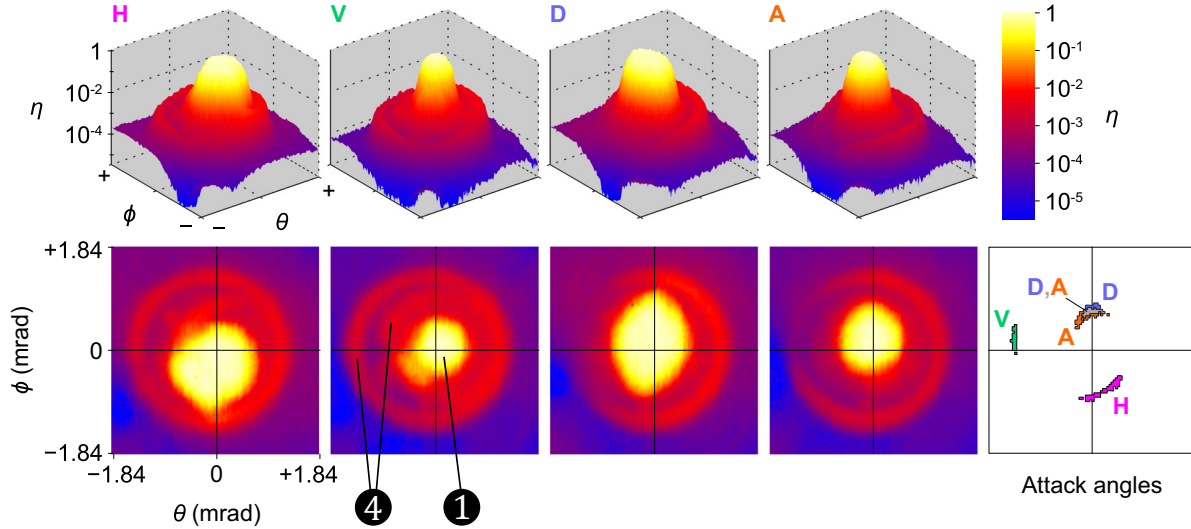 H V D A
1
10⁻²
10⁻⁴
η
+
ϕ
−
−
θ
+
1
10⁻¹
10⁻²
10⁻³
10⁻⁴
10⁻⁵
η
+1.84
0
−1.84
ϕ (mrad)
−1.84 0 +1.84
θ (mrad)
4 1
D,A D
V
A
H
Attack angles